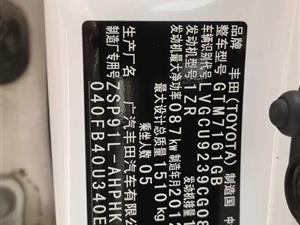 品牌 丰田(TOYOTA) 制造国 中
整车型号 GTM7161GB
车辆识别代号 LVGCU9239CG08
发动机型号 1ZR 发动机排量 1
发动机最大净功率 087kW 制造年月 2012
最大设计总质量 1510kg
乘坐人数 05
生产厂名 广汽丰田汽车有限公
制造厂专用号 ZSP91L-AHPHK
040FEB40U340E